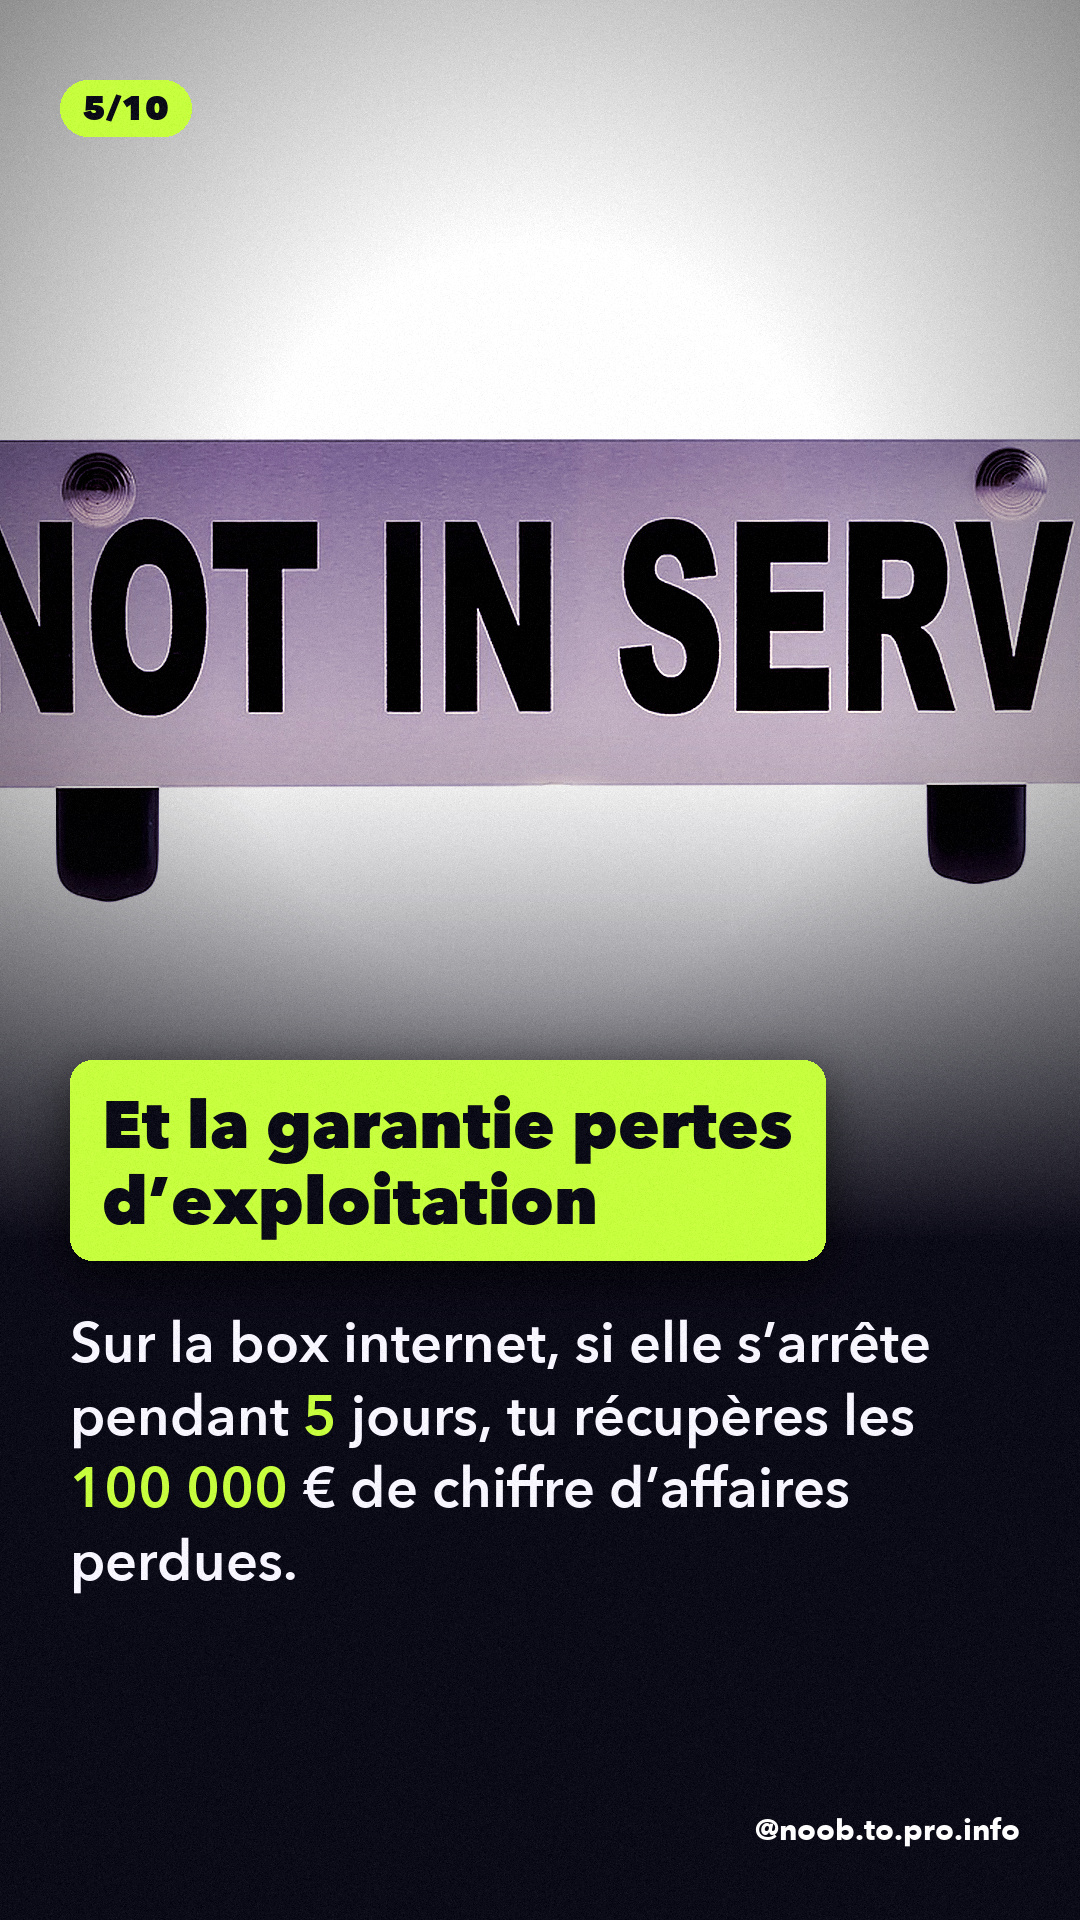 5/10
NOT IN SERV
Et la garantie pertes
d’exploitation
Sur la box internet, si elle s’arrête
pendant 5 jours, tu récupères les
100 000 € de chiffre d’affaires
perdues.
@noob.to.pro.info